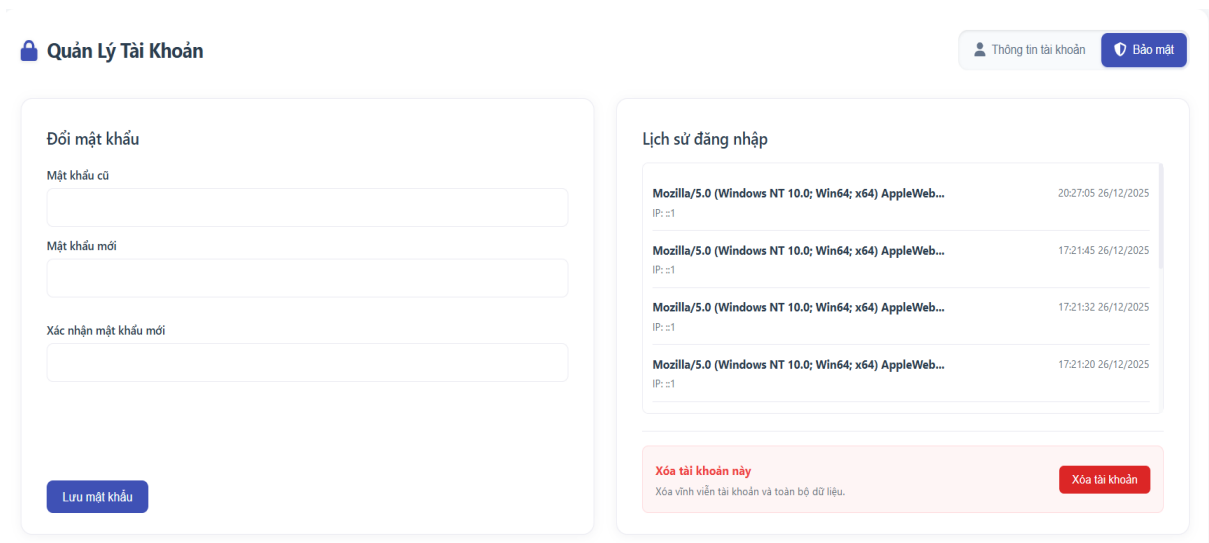 Quản Lý Tài Khoản
Thông tin tài khoản
Bảo mật
Đổi mật khẩu
Mật khẩu cũ
Mật khẩu mới
Xác nhận mật khẩu mới
Lưu mật khẩu
Lịch sử đăng nhập
Mozilla/5.0 (Windows NT 10.0; Win64; x64) AppleWeb...
20:27:05 26/12/2025
IP: ::1
Mozilla/5.0 (Windows NT 10.0; Win64; x64) AppleWeb...
17:21:45 26/12/2025
IP: ::1
Mozilla/5.0 (Windows NT 10.0; Win64; x64) AppleWeb...
17:21:32 26/12/2025
IP: ::1
Mozilla/5.0 (Windows NT 10.0; Win64; x64) AppleWeb...
17:21:20 26/12/2025
IP: ::1
Xóa tài khoản này
Xóa vĩnh viễn tài khoản và toàn bộ dữ liệu.
Xóa tài khoản